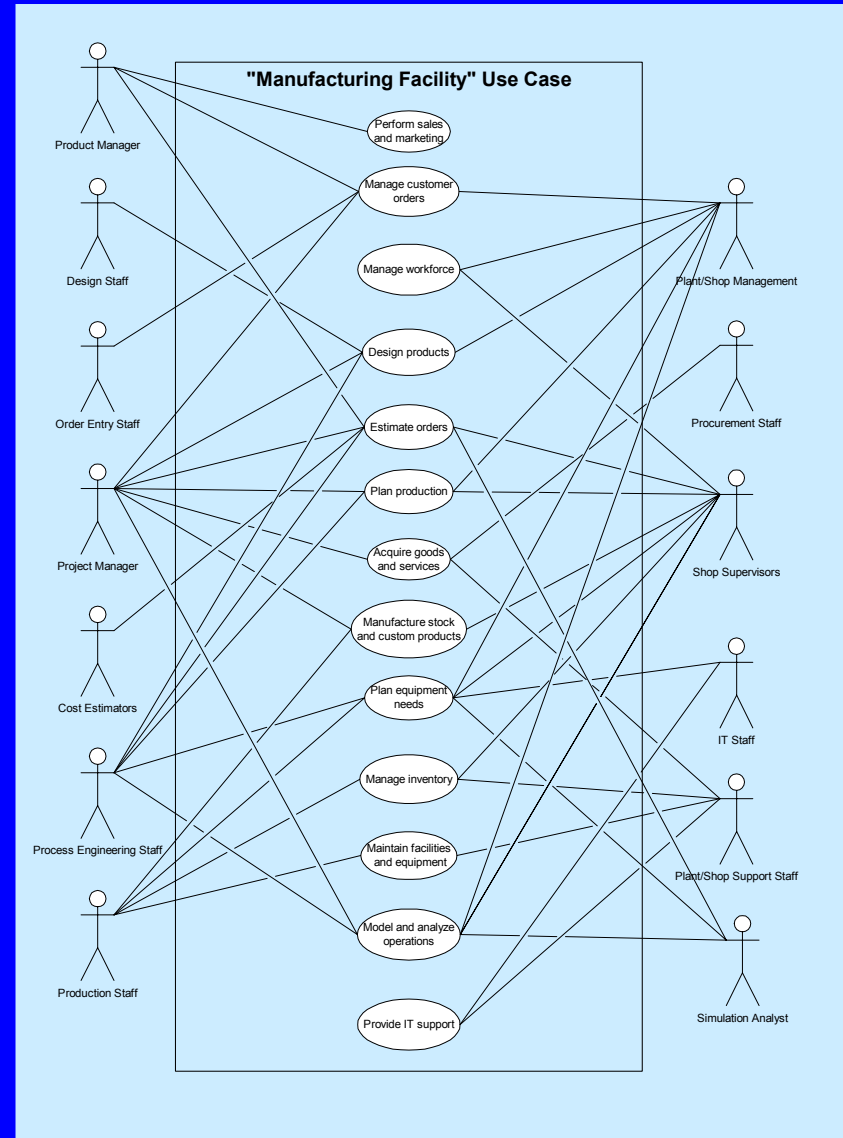 "Manufacturing Facility" Use Case
Product Manager
Design Staff
Order Entry Staff
Project Manager
Cost Estimators
Process Engineering Staff
Production Staff
Perform sales
and marketing
Manage customer
orders
Manage workforce
Design products
Estimate orders
Plan production
Acquire goods
and services
Manufacture stock
and custom products
Plan equipment
needs
Manage inventory
Maintain facilities
and equipment
Model and analyze
operations
Provide IT support
Plant/Shop Management
Procurement Staff
Shop Supervisors
IT Staff
Plant/Shop Support Staff
Simulation Analyst